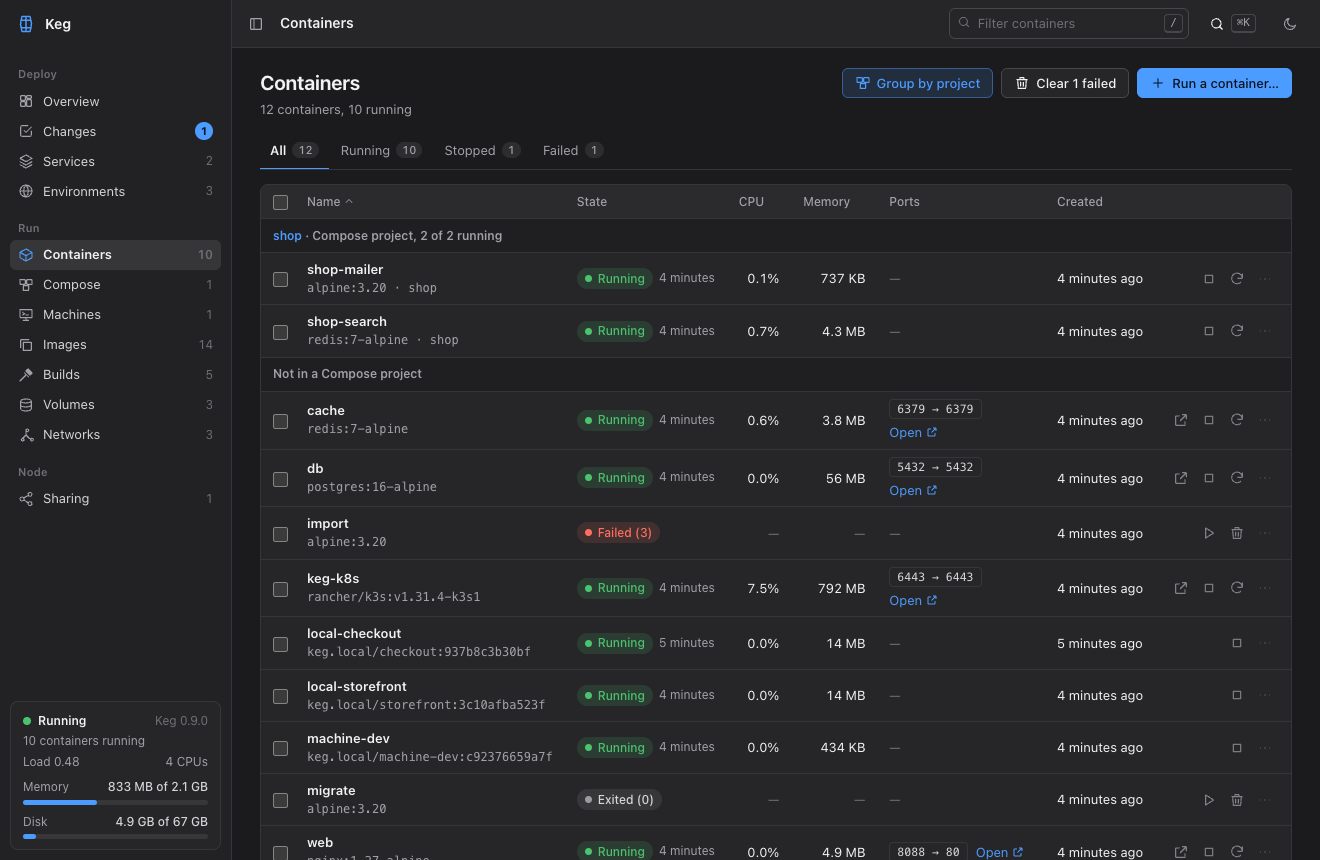 Keg
Containers
Filter containers
/
⌘K
Deploy
Overview
Changes 1
Services 2
Environments 3
Run
Containers 10
Compose 1
Machines 1
Images 14
Builds 5
Volumes 3
Networks 3
Node
Sharing 1
Running Keg 0.9.0
10 containers running
Load 0.48 4 CPUs
Memory 833 MB of 2.1 GB
Disk 4.9 GB of 67 GB
Containers
12 containers, 10 running
Group by project
Clear 1 failed
+ Run a container...
All 12 Running 10 Stopped 1 Failed 1
Name State CPU Memory Ports Created
shop · Compose project, 2 of 2 running
shop-mailer
alpine:3.20 · shop
Running 4 minutes 0.1% 737 KB — 4 minutes ago
shop-search
redis:7-alpine · shop
Running 4 minutes 0.7% 4.3 MB — 4 minutes ago
Not in a Compose project
cache
redis:7-alpine
Running 4 minutes 0.6% 3.8 MB 6379 → 6379 4 minutes ago
Open
db
postgres:16-alpine
Running 4 minutes 0.0% 56 MB 5432 → 5432 4 minutes ago
Open
import
alpine:3.20
Failed (3) — — — 4 minutes ago
keg-k8s
rancher/k3s:v1.31.4-k3s1
Running 4 minutes 7.5% 792 MB 6443 → 6443 4 minutes ago
Open
local-checkout
keg.local/checkout:937b8c3b30bf
Running 5 minutes 0.0% 14 MB — 5 minutes ago
local-storefront
keg.local/storefront:3c10afba523f
Running 4 minutes 0.0% 14 MB — 4 minutes ago
machine-dev
keg.local/machine-dev:c92376659a7f
Running 4 minutes 0.0% 434 KB — 4 minutes ago
migrate
alpine:3.20
Exited (0) — — — 4 minutes ago
web
Running 4 minutes 0.0% 4.9 MB 8088 → 80 Open 4 minutes ago